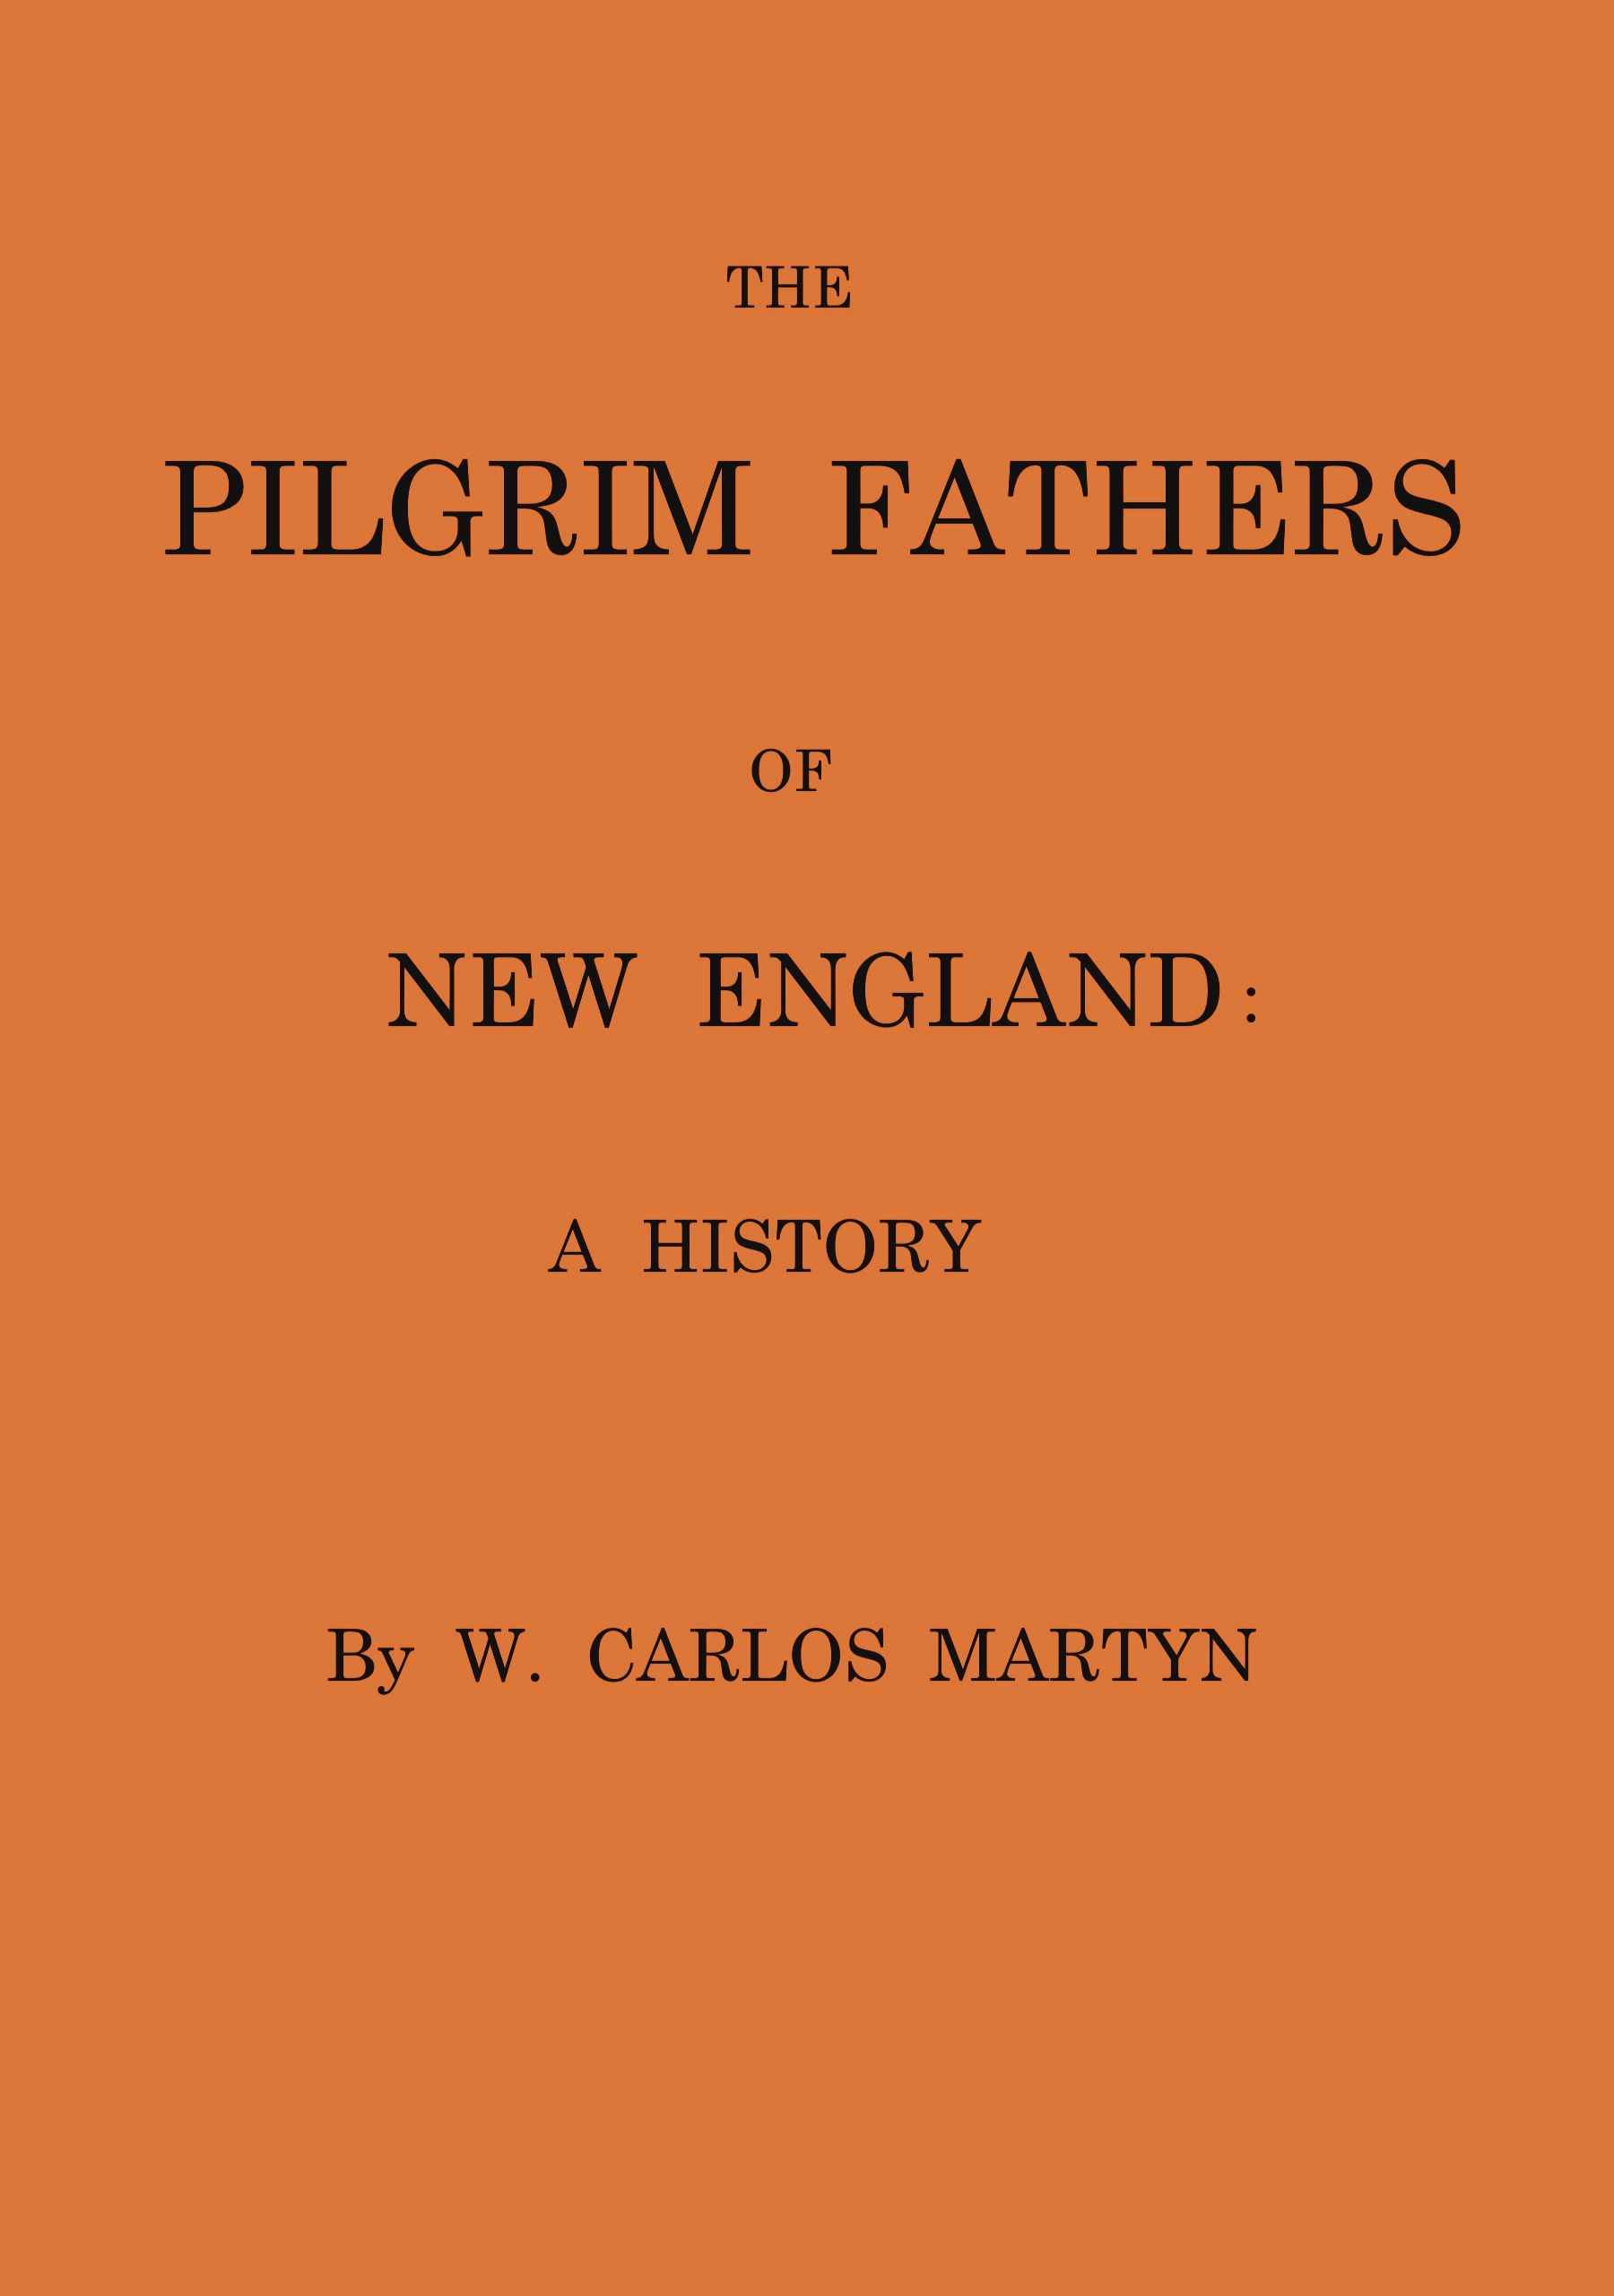 THE
PILGRIM FATHERS
OF
NEW ENGLAND:
A HISTORY
By W. CARLOS MARTYN